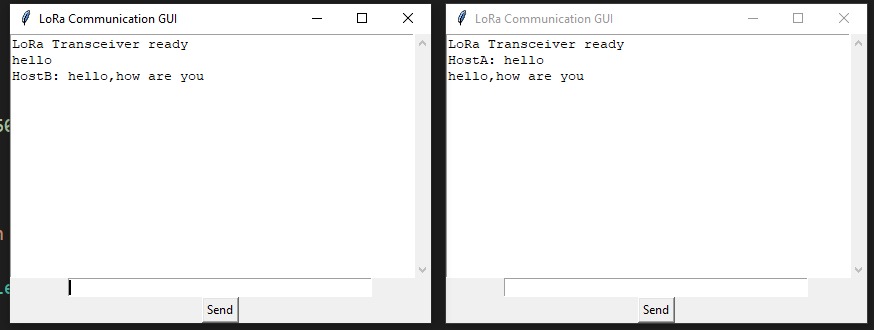 LoRa Communication GUI
LoRa Transceiver ready
hello
HostB: hello,how are you
Send
LoRa Communication GUI
LoRa Transceiver ready
HostA: hello
hello,how are you
Send